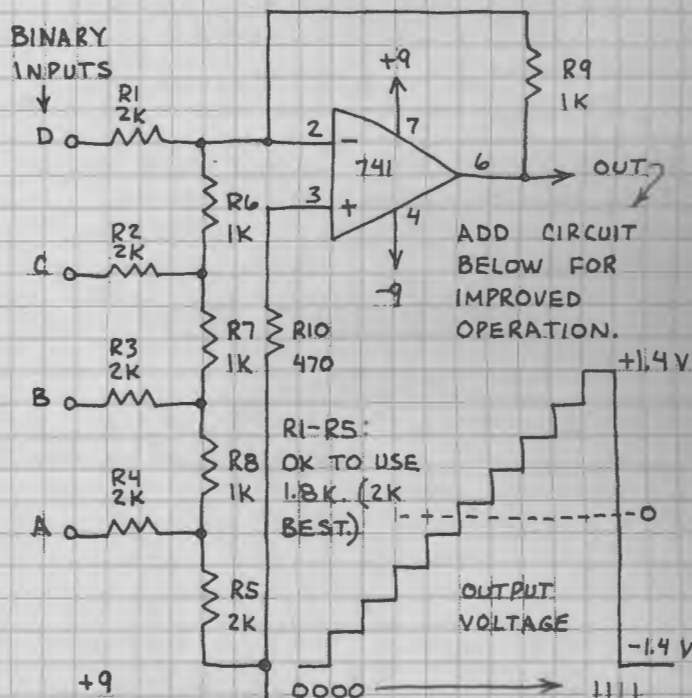 BINARY
INPUTS
D
R1
2K
R6
1K
C
R2
2K
R7
1K
B
R3
2K
R8
1K
A
R4
2K
R5
2K
+9
2
-
741
3
+
+9
7
6
4
-9
R9
1K
OUT
R10
470
ADD CIRCUIT
BELOW FOR
IMPROVED
OPERATION.
R1-R5:
OK TO USE
1.8K. (2K
BEST.)
+1.4 V
0
OUTPUT
VOLTAGE
-1.4 V
0000
1111